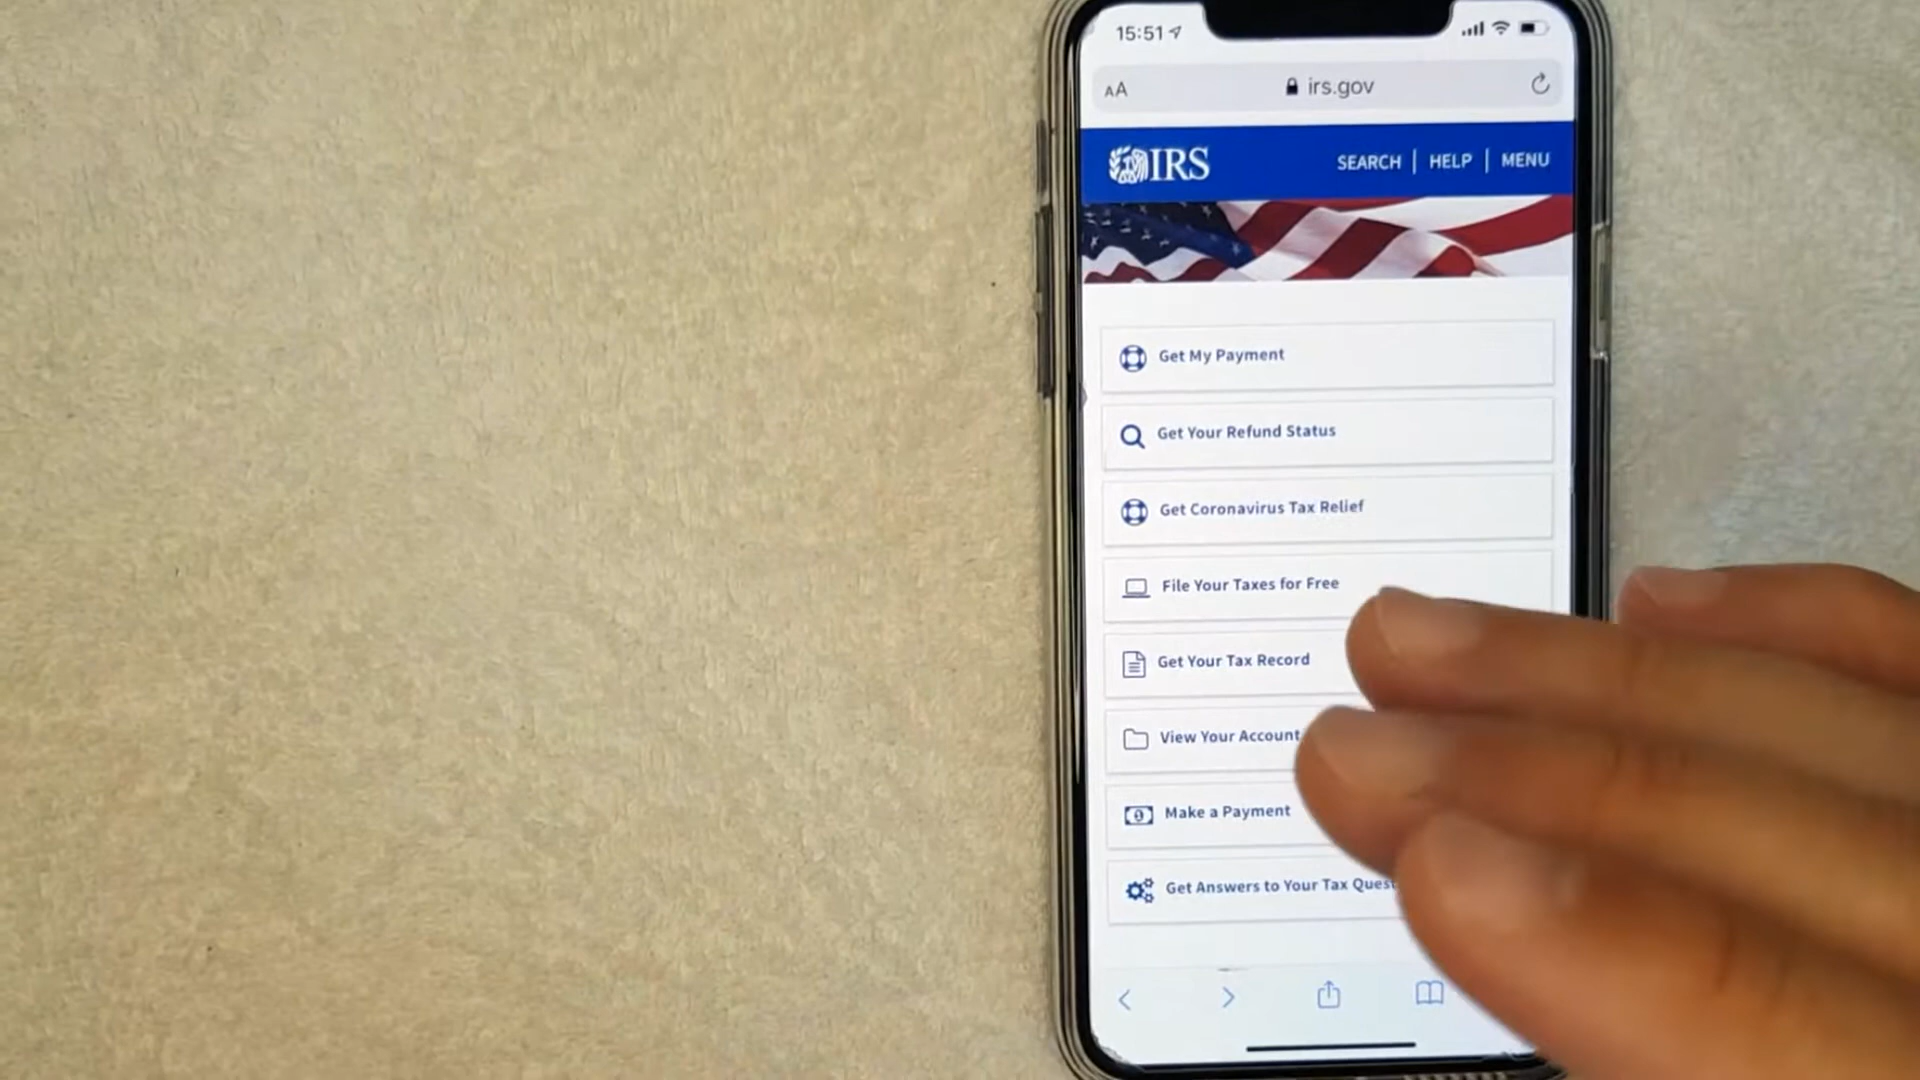 15:51
AA irs.gov
IRS SEARCH | HELP | MENU
Get My Payment
Get Your Refund Status
Get Coronavirus Tax Relief
File Your Taxes for Free
Get Your Tax Record
View Your Account
Make a Payment
Get Answers to Your Tax Quest